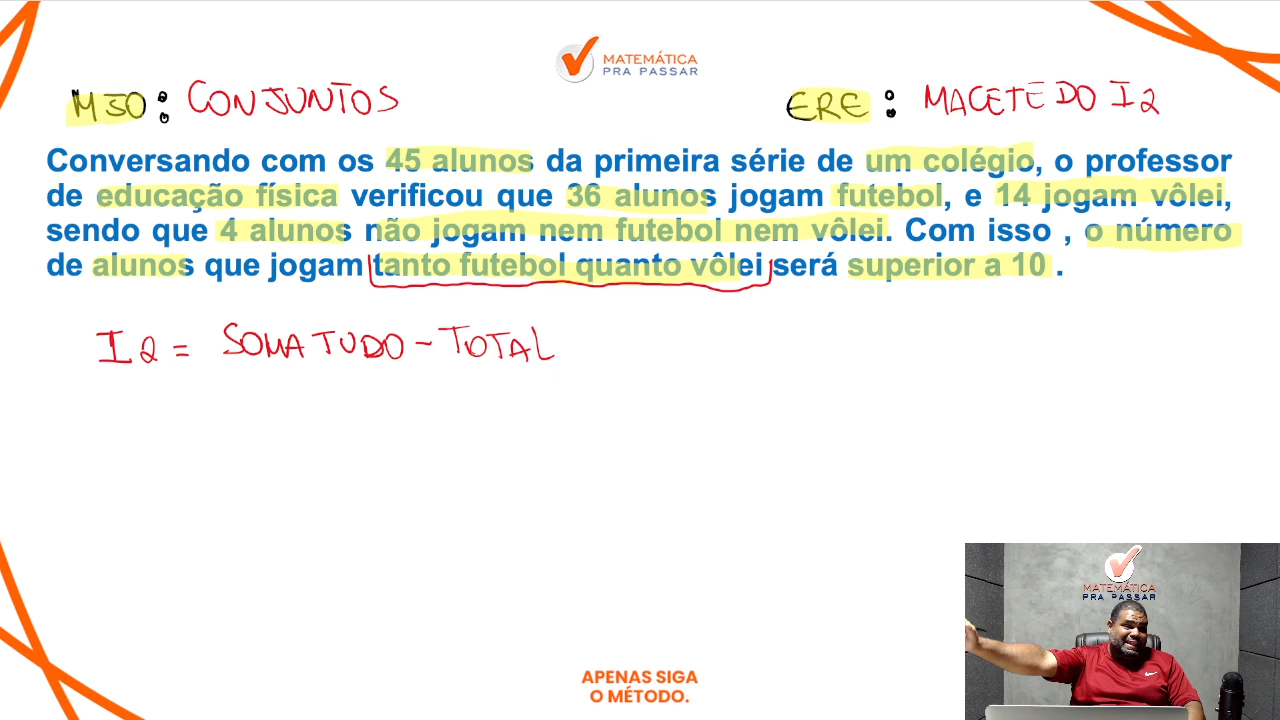 MATEMÁTICA
PRA PASSAR
M50: CONJUNTOS
ERE: MACETE DO I2
Conversando com os 45 alunos da primeira série de um colégio, o professor
de educação física verificou que 36 alunos jogam futebol, e 14 jogam vôlei,
sendo que 4 alunos não jogam nem futebol nem vôlei. Com isso , o número
de alunos que jogam tanto futebol quanto vôlei será superior a 10 .
I2 = SOMA TUDO - TOTAL
MATEMÁTICA
PRA PASSAR
APENAS SIGA
O MÉTODO.